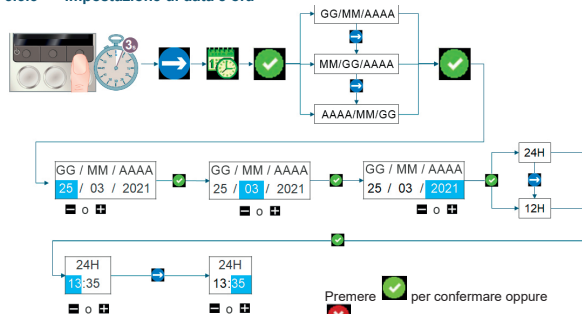 Impostazione di data e ora
3s
GG/MM/AAAA
MM/GG/AAAA
AAAA/MM/GG
GG / MM / AAAA
25 / 03 / 2021
o
GG / MM / AAAA
25 / 03 / 2021
o
GG / MM / AAAA
25 / 03 / 2021
o
24H
12H
24H
13:35
o
24H
13:35
o
Premere per confermare oppure